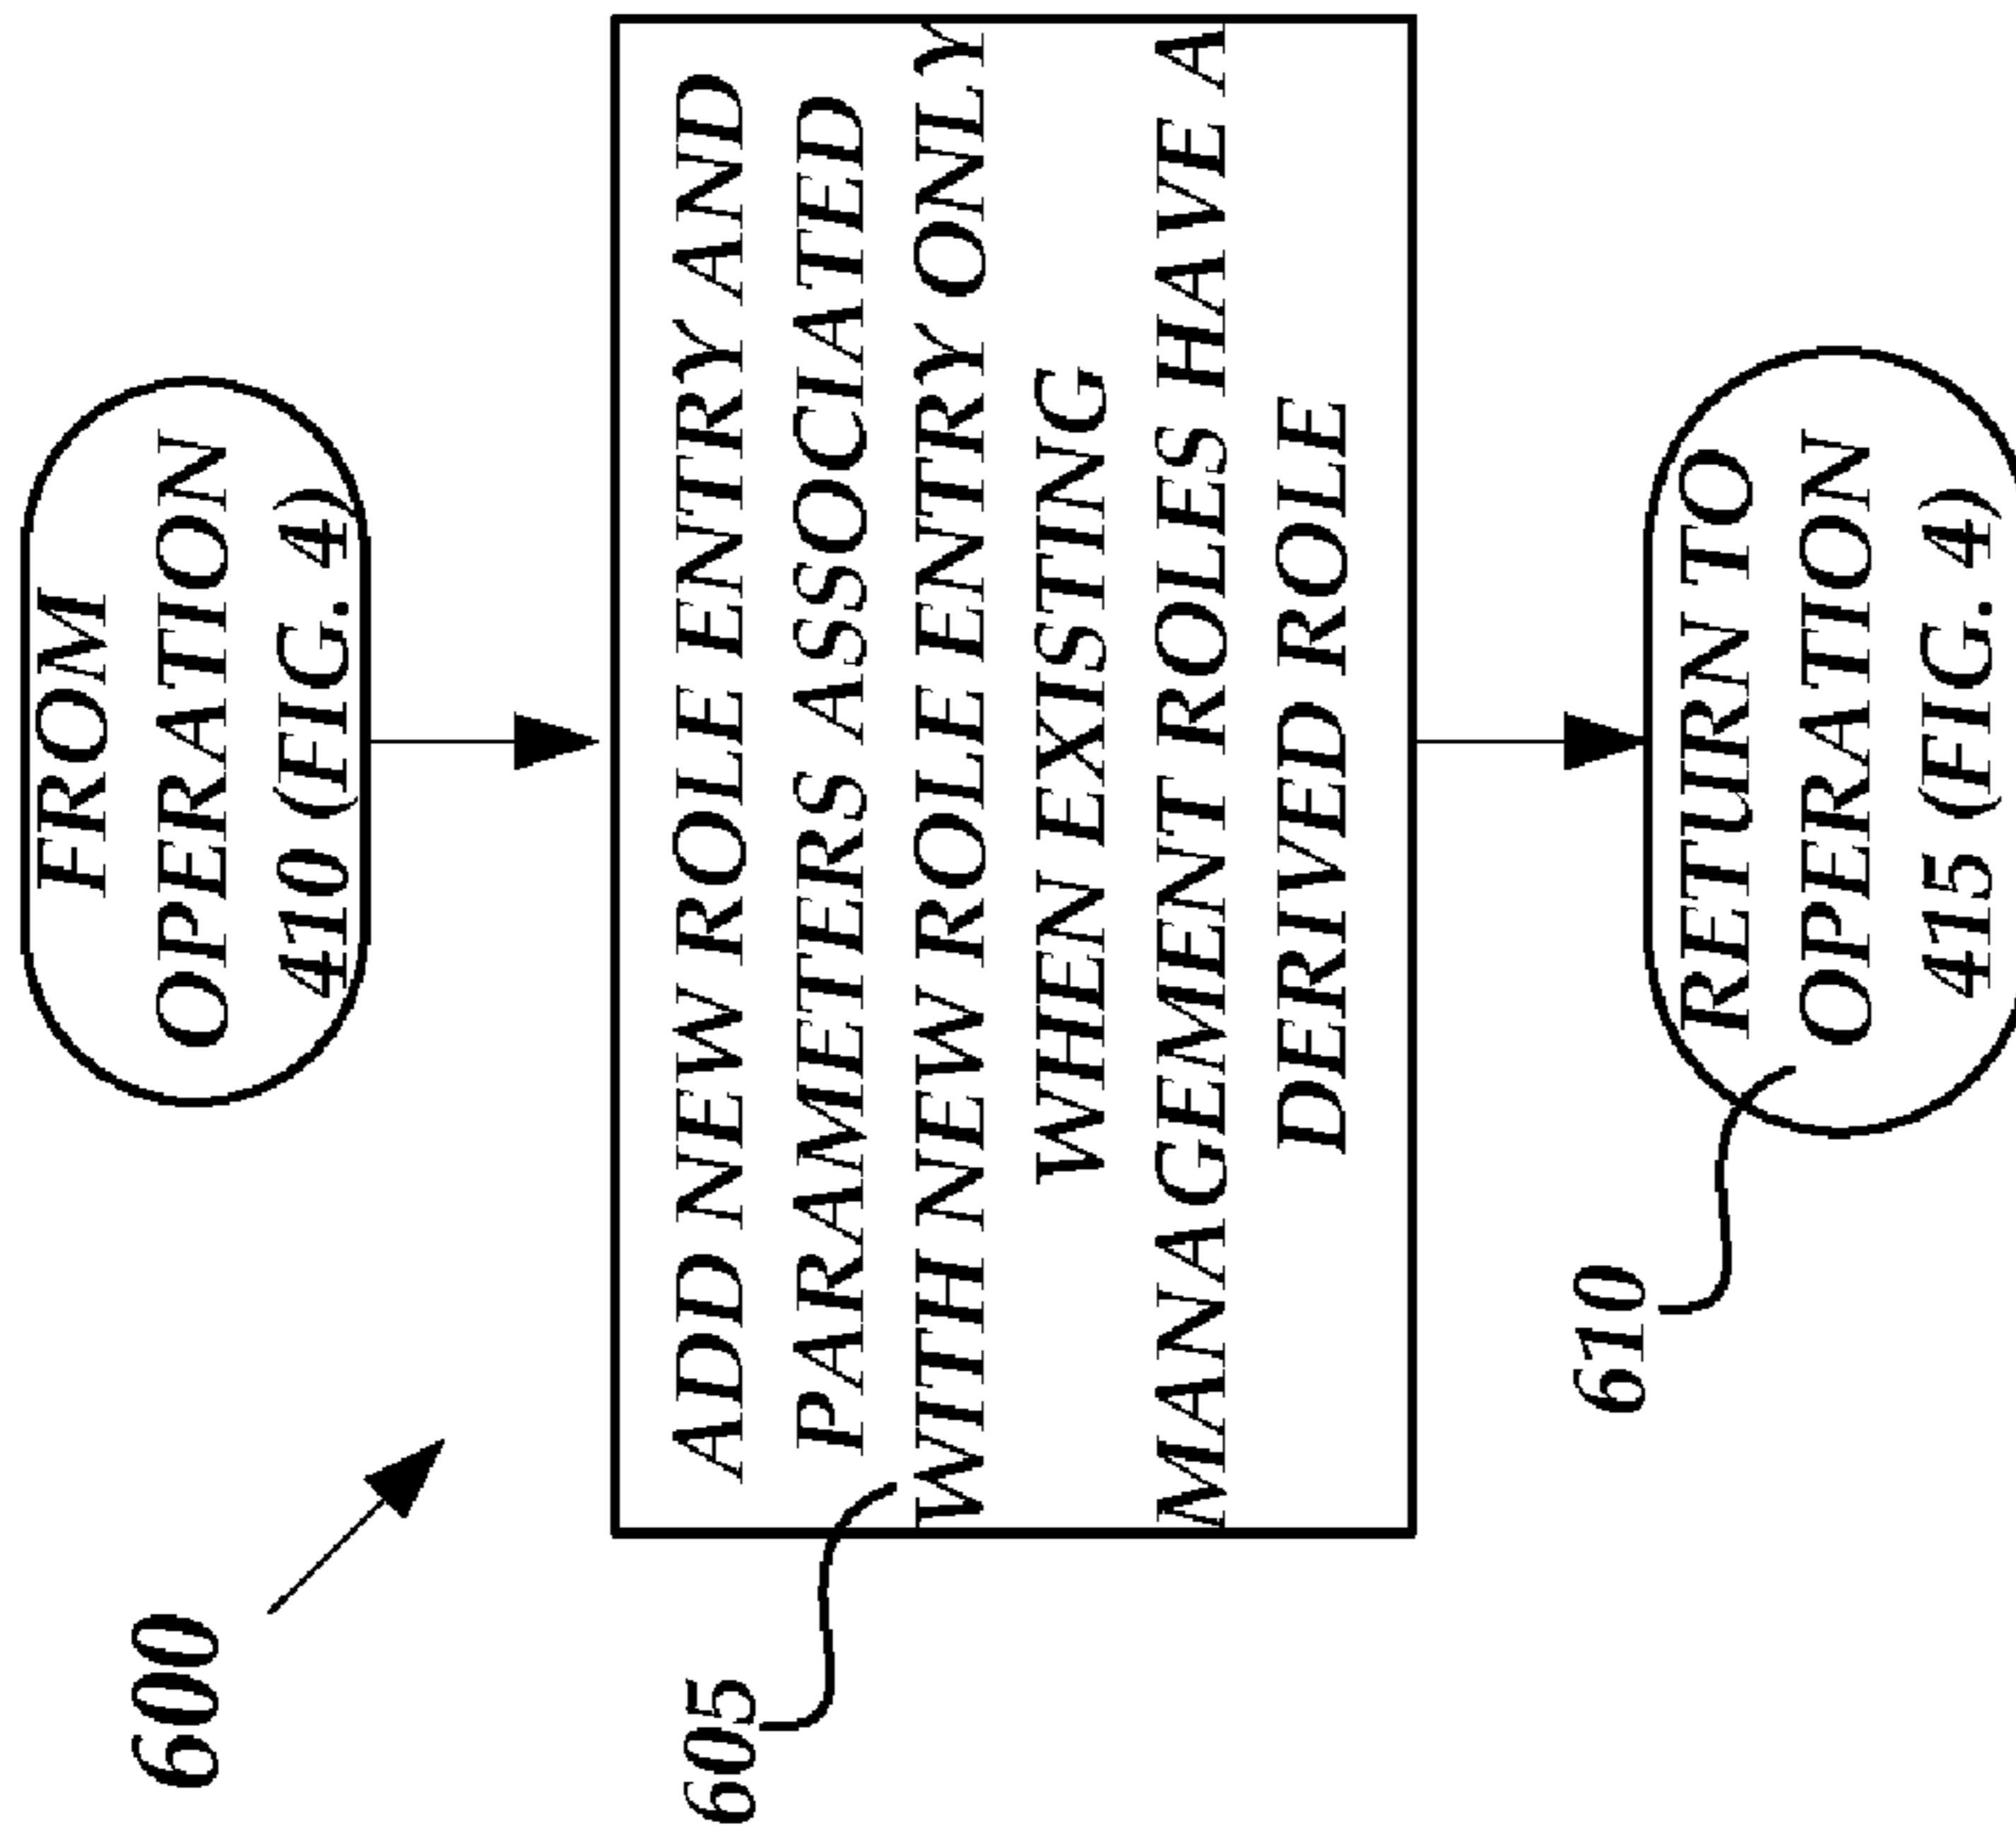 600
FROM
OPERATION
410 (FIG. 4)
605
ADD NEW ROLE ENTRY AND
PARAMETERS ASSOCIATED
WITH NEW ROLE ENTRY ONLY
WHEN EXISTING
MANAGEMENT ROLES HAVE A
DERIVED ROLE
610
RETURN TO
OPERATION
415 (FIG. 4)